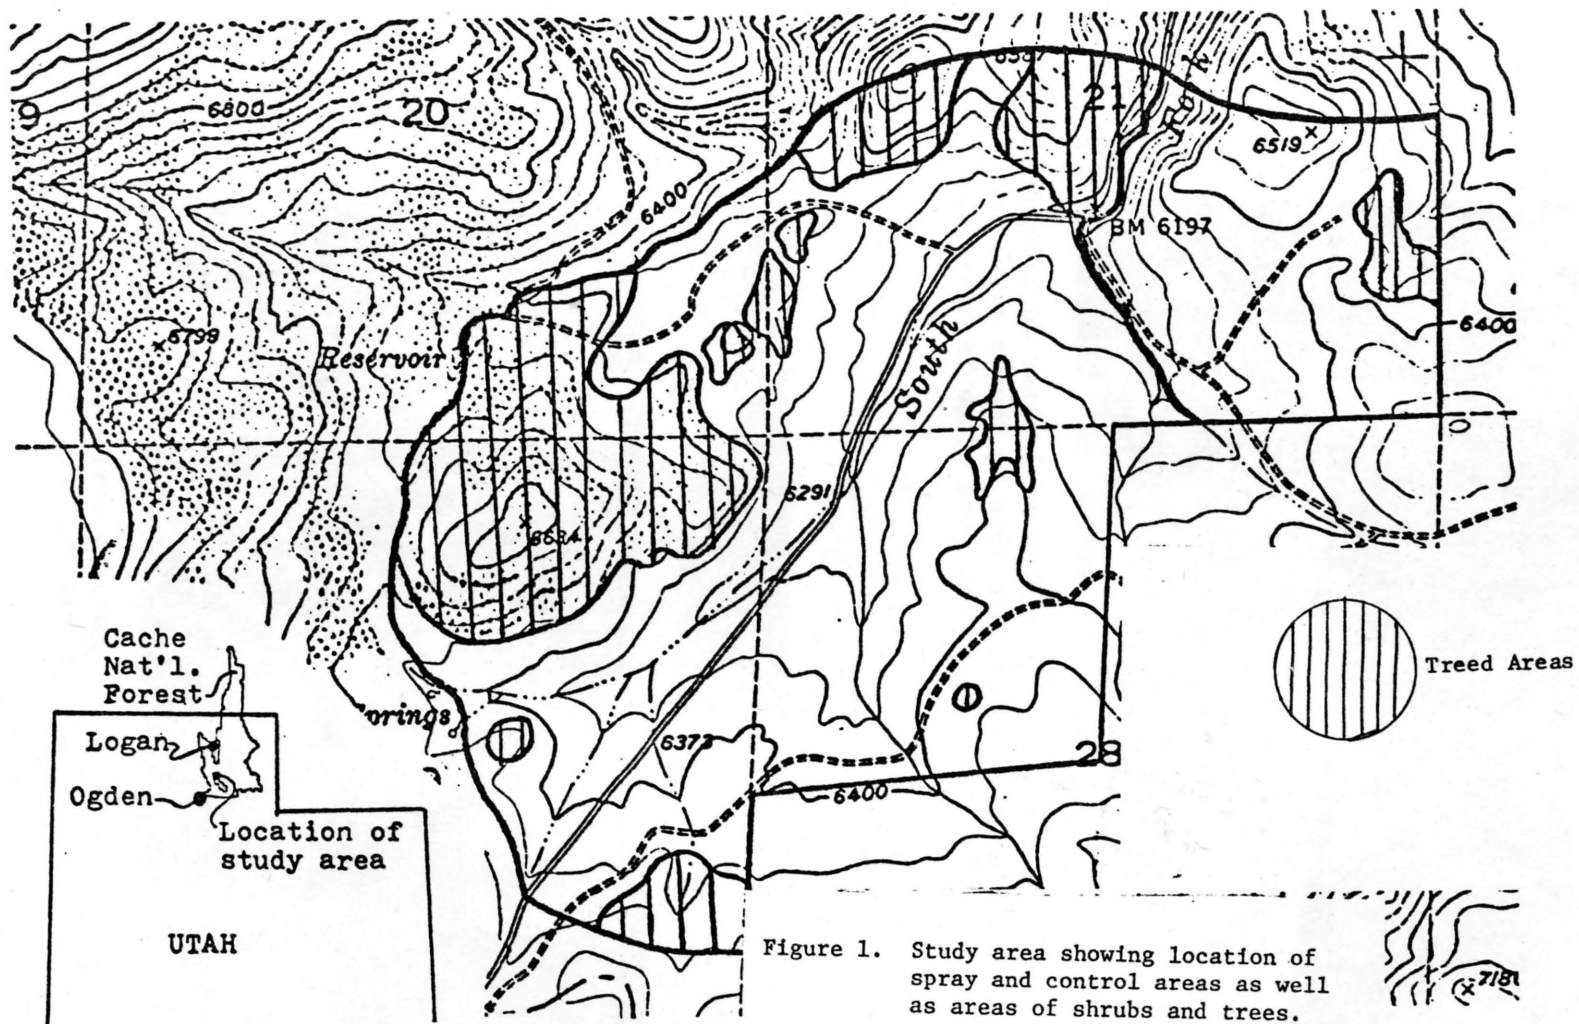 9
6800
20
21
Fork
6519
6400
BM 6197
6799
Reservoir
6400
South
6291
Cache
Nat'l.
Forest
Treed Areas
6373
28
Logan
Ogden
6400
Location of
study area
UTAH
Figure 1. Study area showing location of
spray and control areas as well
as areas of shrubs and trees.